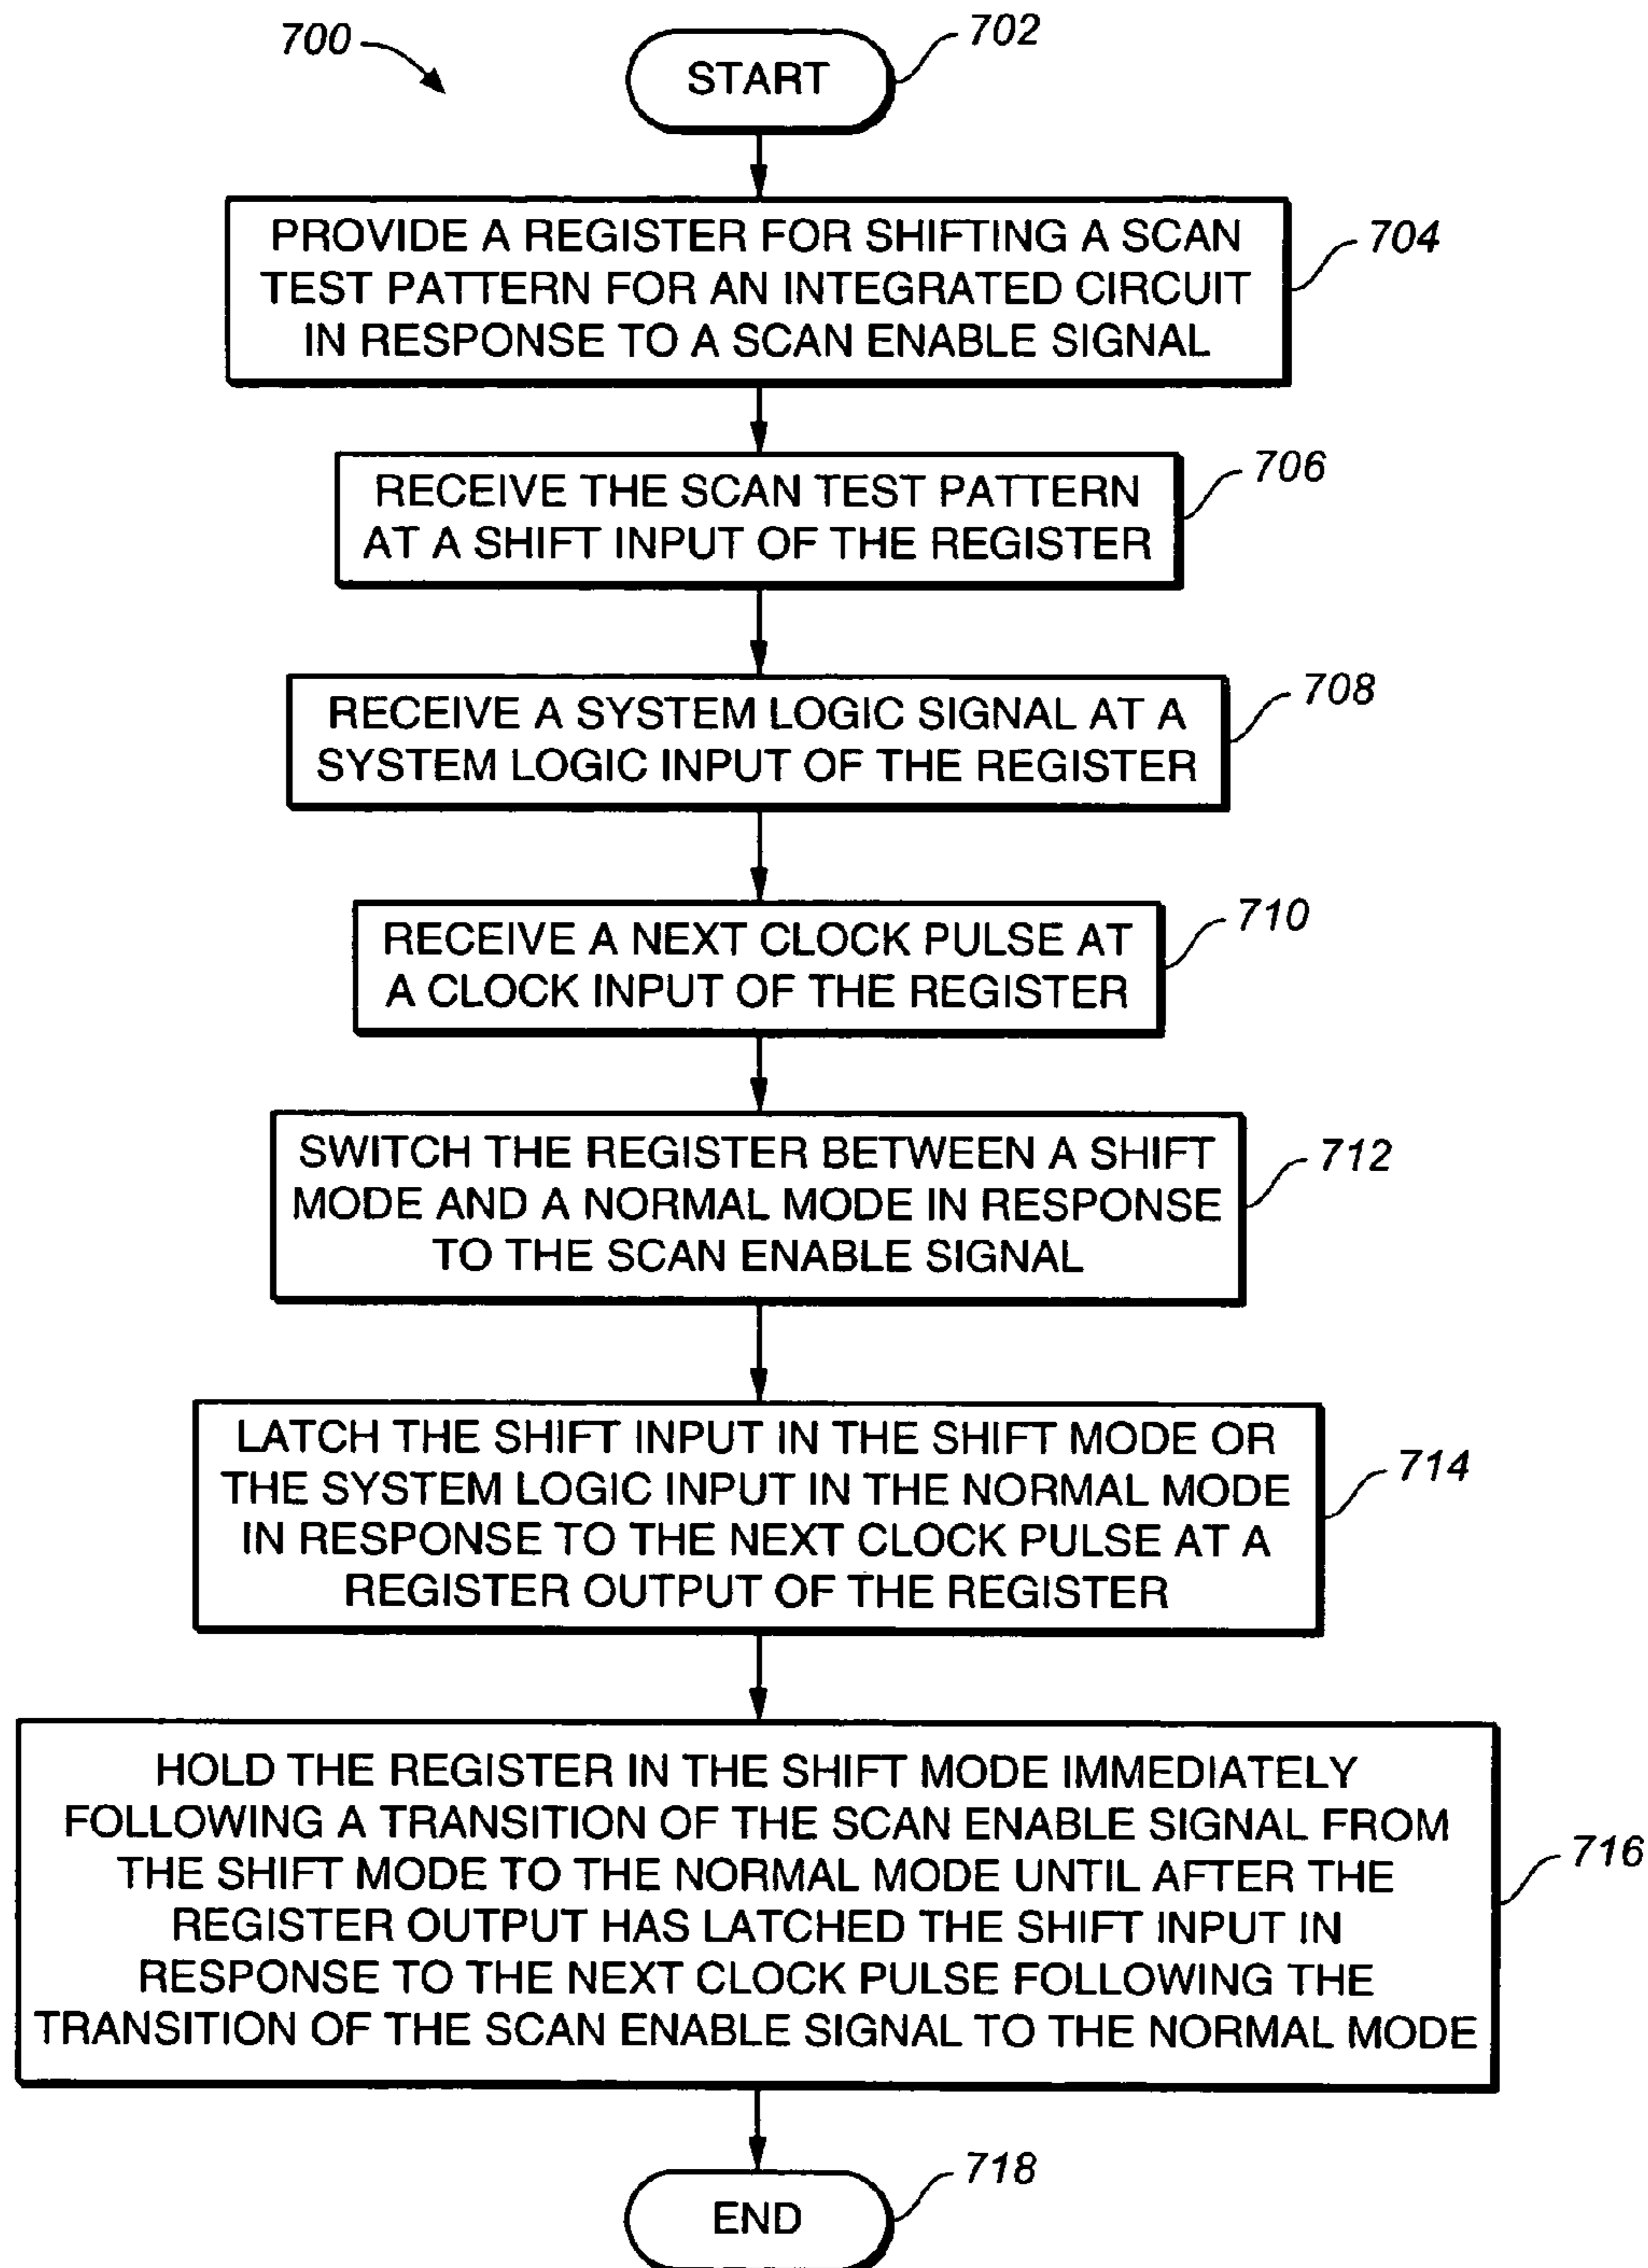 700
702
START
PROVIDE A REGISTER FOR SHIFTING A SCAN
TEST PATTERN FOR AN INTEGRATED CIRCUIT
IN RESPONSE TO A SCAN ENABLE SIGNAL
704
RECEIVE THE SCAN TEST PATTERN
AT A SHIFT INPUT OF THE REGISTER
706
RECEIVE A SYSTEM LOGIC SIGNAL AT A
SYSTEM LOGIC INPUT OF THE REGISTER
708
RECEIVE A NEXT CLOCK PULSE AT
A CLOCK INPUT OF THE REGISTER
710
SWITCH THE REGISTER BETWEEN A SHIFT
MODE AND A NORMAL MODE IN RESPONSE
TO THE SCAN ENABLE SIGNAL
712
LATCH THE SHIFT INPUT IN THE SHIFT MODE OR
THE SYSTEM LOGIC INPUT IN THE NORMAL MODE
IN RESPONSE TO THE NEXT CLOCK PULSE AT A
REGISTER OUTPUT OF THE REGISTER
714
HOLD THE REGISTER IN THE SHIFT MODE IMMEDIATELY
FOLLOWING A TRANSITION OF THE SCAN ENABLE SIGNAL FROM
THE SHIFT MODE TO THE NORMAL MODE UNTIL AFTER THE
REGISTER OUTPUT HAS LATCHED THE SHIFT INPUT IN
RESPONSE TO THE NEXT CLOCK PULSE FOLLOWING THE
TRANSITION OF THE SCAN ENABLE SIGNAL TO THE NORMAL MODE
716
718
END